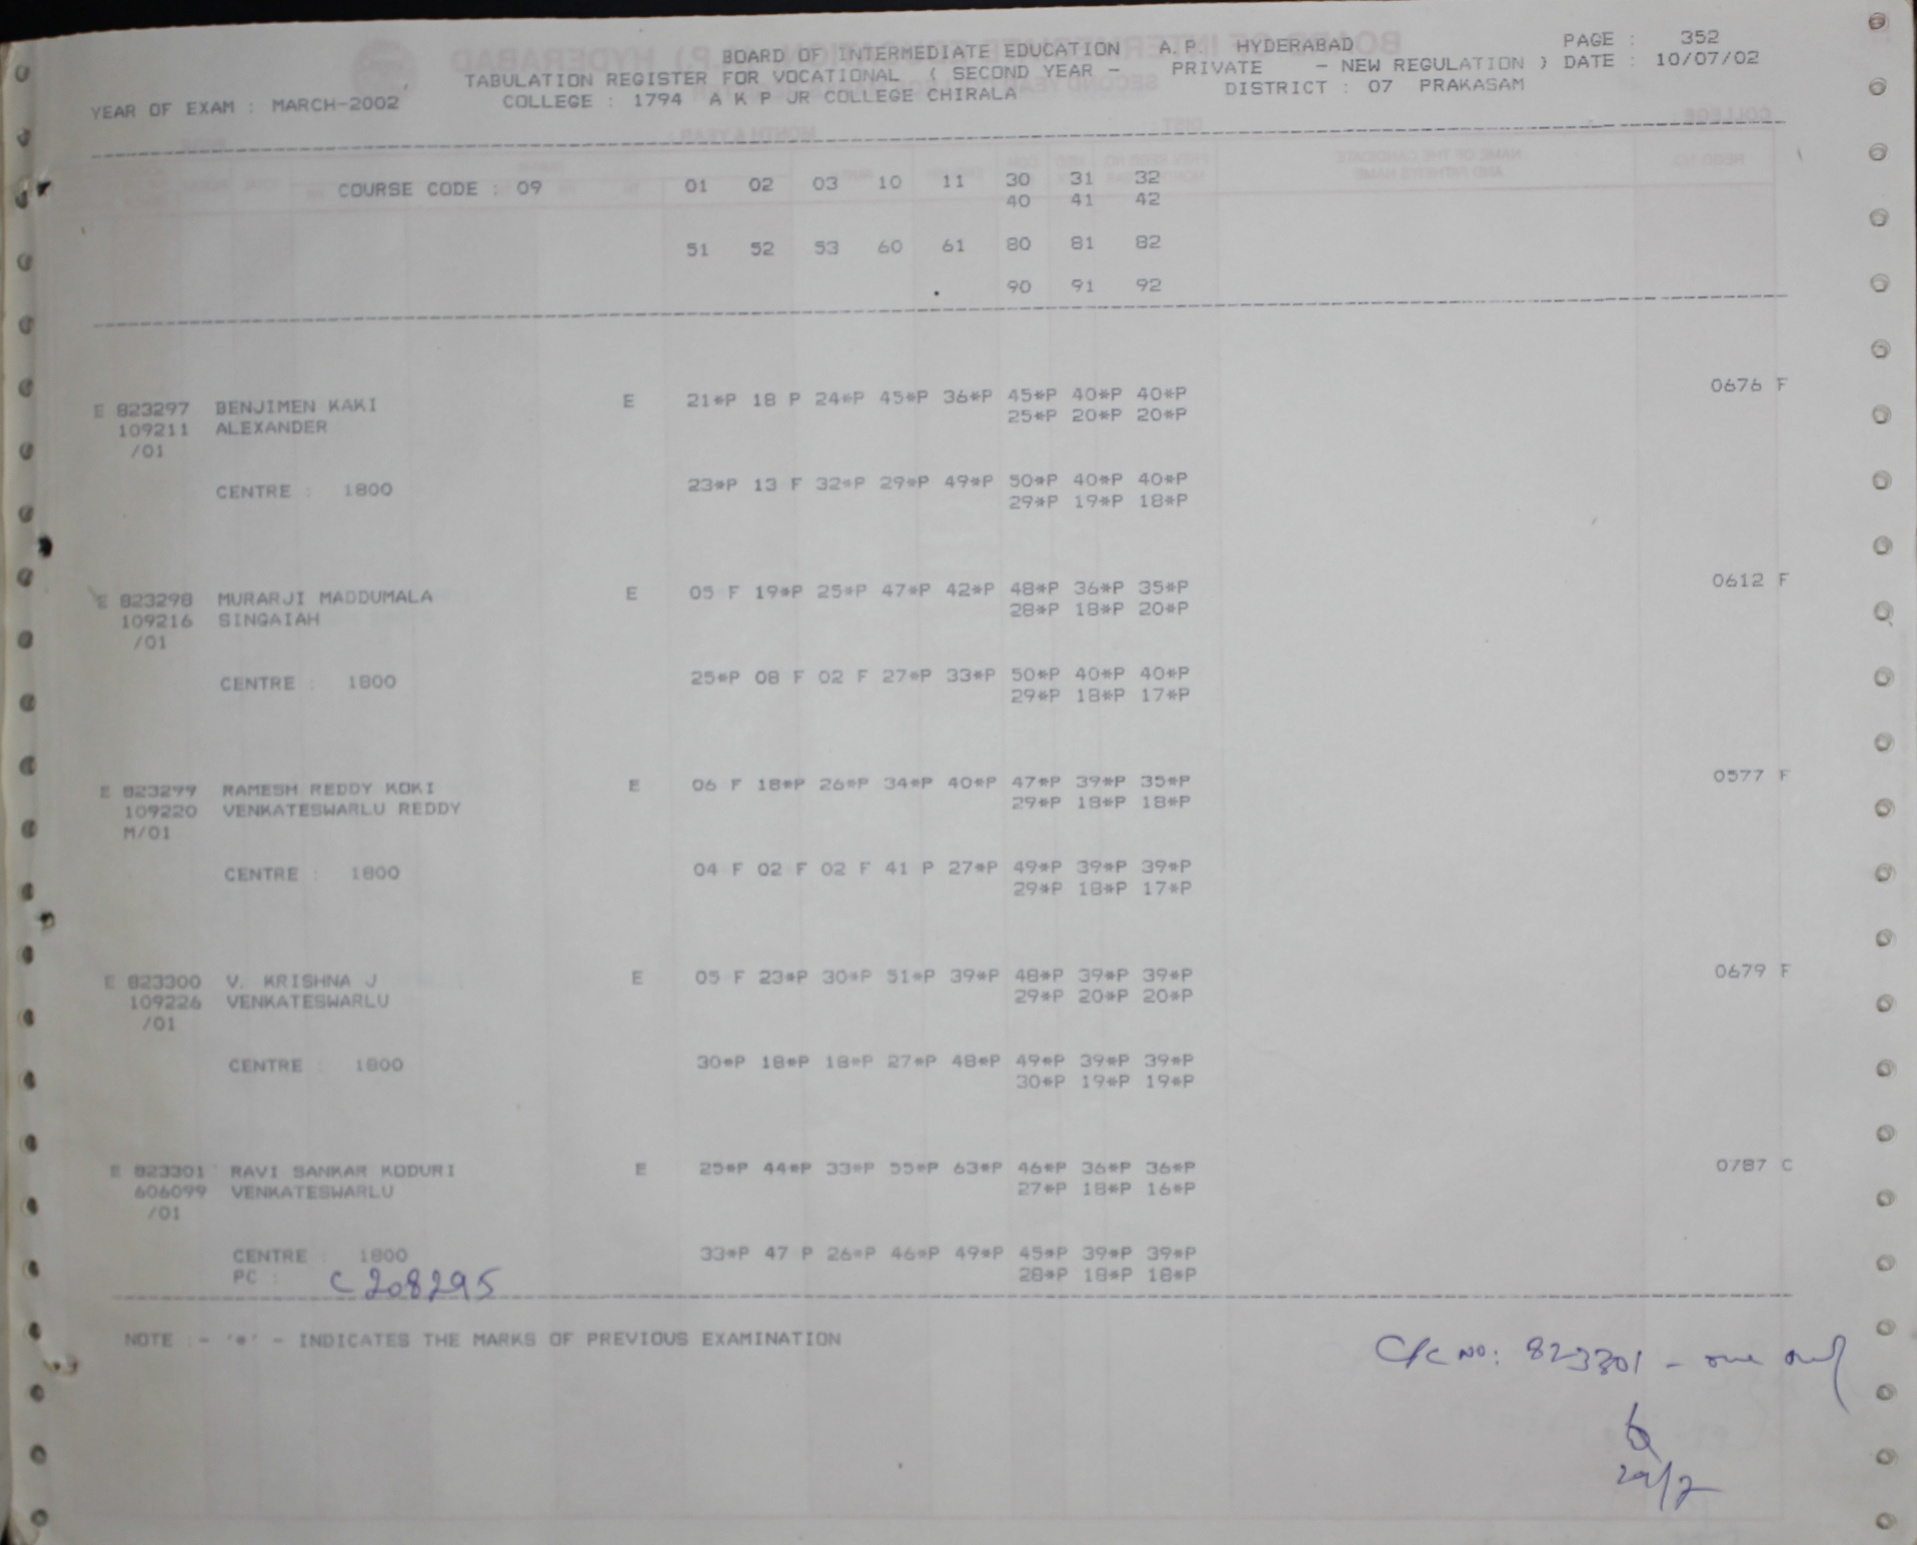 BOARD OF INTERMEDIATE EDUCATION A.P. HYDERABAD PAGE : 352
TABULATION REGISTER FOR VOCATIONAL ( SECOND YEAR - PRIVATE - NEW REGULATION ) DATE : 10/07/02
YEAR OF EXAM : MARCH-2002 COLLEGE : 1794 A K P JR COLLEGE CHIRALA DISTRICT : 07 PRAKASAM
COURSE CODE : 09 01 02 03 10 11 30 31 32
40 41 42
51 52 53 60 61 80 81 82
90 91 92
E 823297 BENJIMEN KAKI E 21*P 18 P 24*P 45*P 36*P 45*P 40*P 40*P 0676 F
109211 ALEXANDER 25*P 20*P 20*P
/01
CENTRE : 1800 23*P 13 F 32*P 29*P 49*P 50*P 40*P 40*P
29*P 19*P 18*P
E 823298 MURARJI MADDUMALA E 05 F 19*P 25*P 47*P 42*P 48*P 36*P 35*P 0612 F
109216 SINGAIAH 28*P 18*P 20*P
/01
CENTRE : 1800 25*P 08 F 02 F 27*P 33*P 50*P 40*P 40*P
29*P 18*P 17*P
E 823299 RAMESH REDDY KOKI E 06 F 18*P 26*P 34*P 40*P 47*P 39*P 35*P 0577 F
109220 VENKATESWARLU REDDY 29*P 18*P 18*P
M/01
CENTRE : 1800 04 F 02 F 02 F 41 P 27*P 49*P 39*P 39*P
29*P 18*P 17*P
E 823300 V. KRISHNA J E 05 F 23*P 30*P 51*P 39*P 48*P 39*P 39*P 0679 F
109226 VENKATESWARLU 29*P 20*P 20*P
/01
CENTRE : 1800 30*P 18*P 18*P 27*P 48*P 49*P 39*P 39*P
30*P 19*P 19*P
E 823301 RAVI SANKAR KODURI E 25*P 44*P 33*P 55*P 63*P 46*P 36*P 36*P 0787 C
606099 VENKATESWARLU 27*P 18*P 16*P
/01
CENTRE : 1800 33*P 47 P 26*P 46*P 49*P 45*P 39*P 39*P
PC : C208295 28*P 18*P 18*P
NOTE :- '*' - INDICATES THE MARKS OF PREVIOUS EXAMINATION
NO: 823301 - one only
29/7